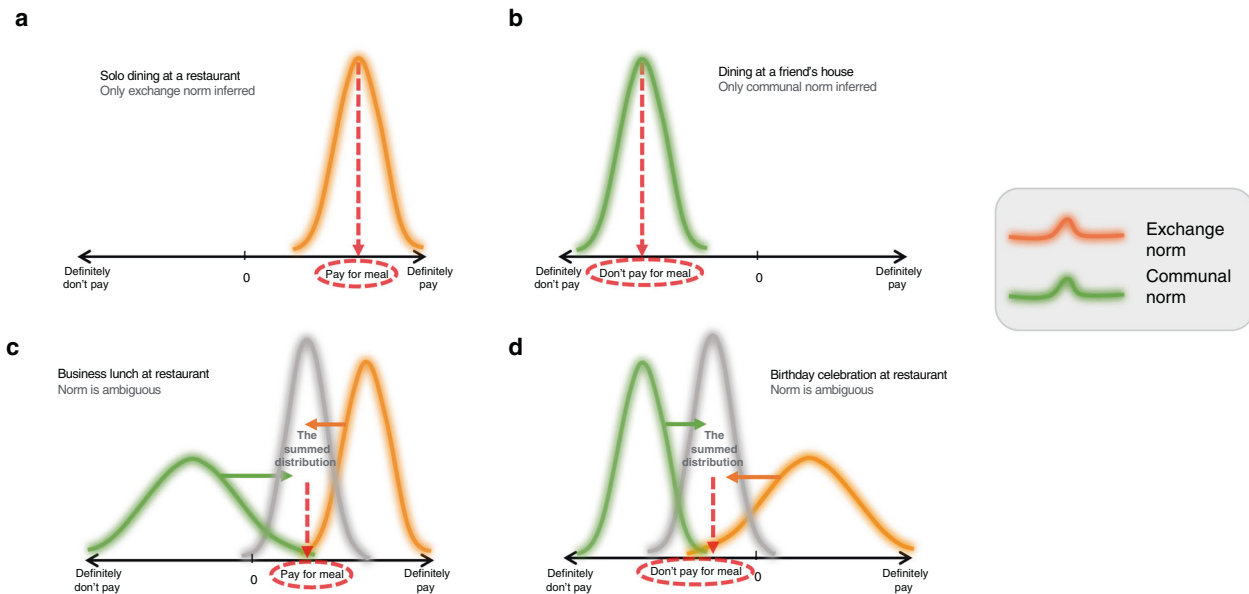 a
Solo dining at a restaurant
Only exchange norm inferred
Definitely
don't pay
0
Pay for meal
Definitely
pay
b
Dining at a friend's house
Only communal norm inferred
Definitely
don't pay
Don't pay for meal
0
Definitely
pay
Exchange
norm
Communal
norm
c
Business lunch at restaurant
Norm is ambiguous
The
summed
distribution
Definitely
don't pay
0
Pay for meal
Definitely
pay
d
Birthday celebration at restaurant
Norm is ambiguous
The
summed
distribution
Definitely
don't pay
Don't pay for meal
0
Definitely
pay